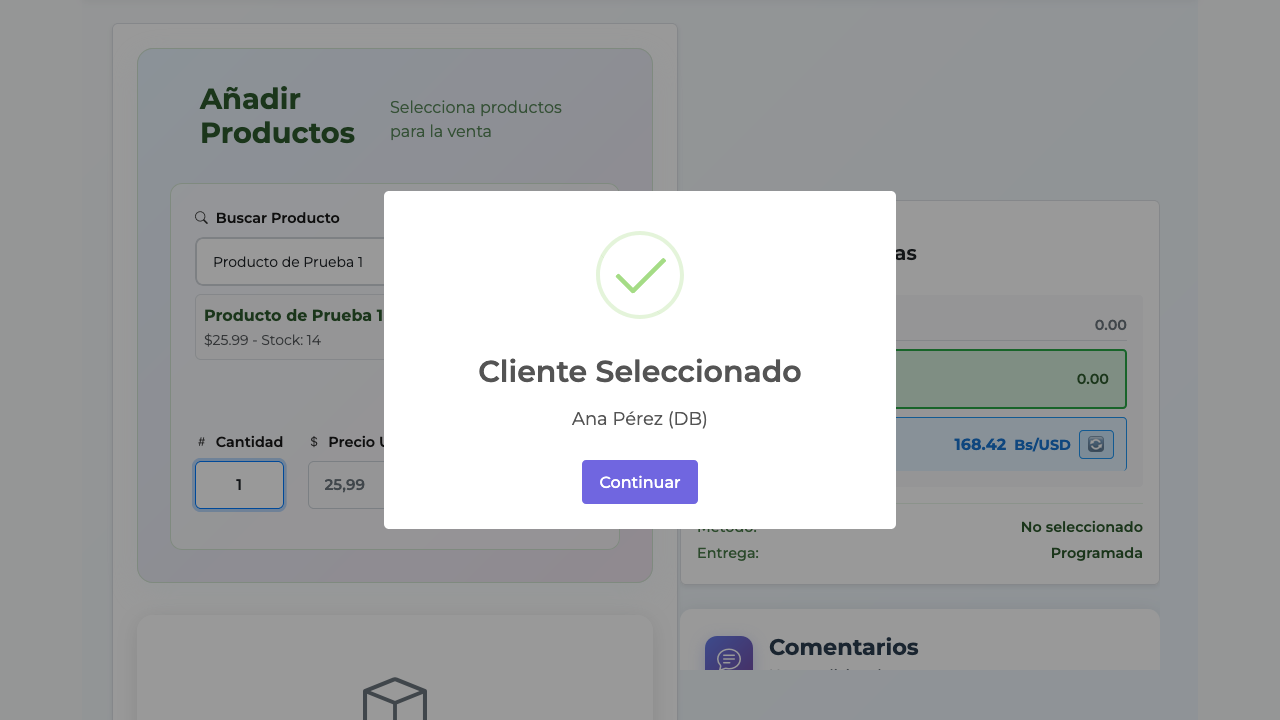 Añadir
Productos
Selecciona productos
para la venta
Buscar Producto
Producto de Prueba 1
Producto de Prueba 1
$25.99 - Stock: 14
# Cantidad
$ Precio U
1
25,99
Cliente Seleccionado
Ana Pérez (DB)
Continuar
as
0.00
0.00
168.42 Bs/USD
Método:
No seleccionado
Entrega:
Programada
Comentarios